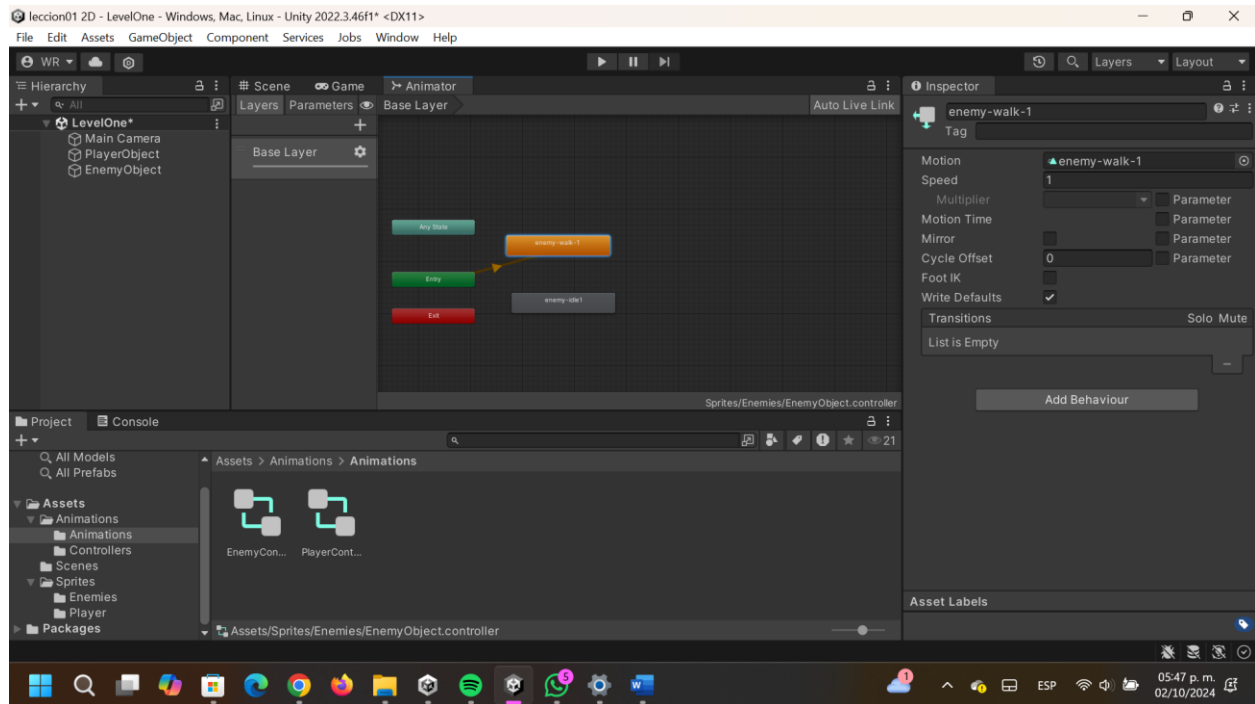 leccion01 2D - LevelOne - Windows, Mac, Linux - Unity 2022.3.46f1* <DX11>
File Edit Assets GameObject Component Services Jobs Window Help
WR Layers Layout
Hierarchy
All
LevelOne*
Main Camera
PlayerObject
EnemyObject
Scene Game Animator
Layers Parameters Base Layer Auto Live Link
Base Layer
Any State
enemy-walk-1
Entry
enemy-idle1
Exit
Sprites/Enemies/EnemyObject.controller
Inspector
enemy-walk-1
Tag
Motion enemy-walk-1
Speed 1
Multiplier Parameter
Motion Time Parameter
Mirror Parameter
Cycle Offset 0 Parameter
Foot IK
Write Defaults
Transitions Solo Mute
List is Empty
Add Behaviour
Asset Labels
Project Console
21
All Models
All Prefabs
Assets
Animations
Animations
Controllers
Scenes
Sprites
Enemies
Player
Packages
Assets > Animations > Animations
EnemyCon... PlayerCont...
Assets/Sprites/Enemies/EnemyObject.controller
5
1
ESP
05:47 p. m.
02/10/2024